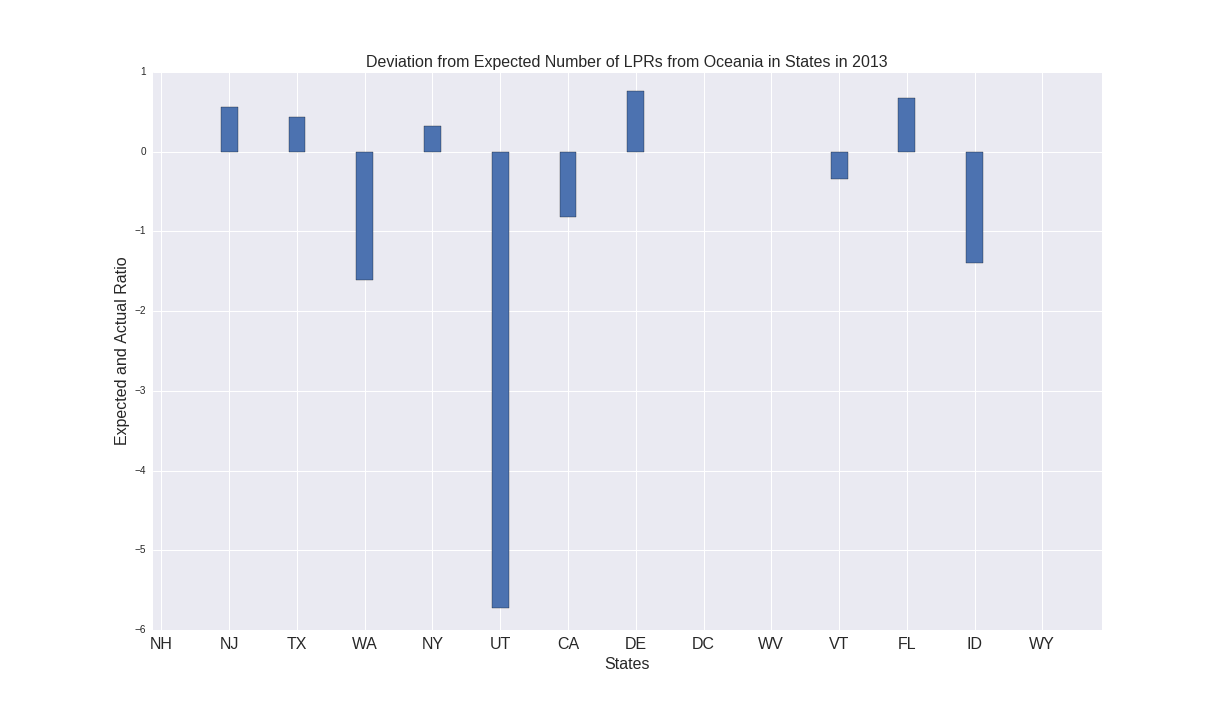 Deviation from Expected Number of LPRs from Oceania in States in 2013
1
0
−1
−2
−3
−4
−5
−6
Expected and Actual Ratio
NH NJ TX WA NY UT CA DE DC WV VT FL ID WY
States